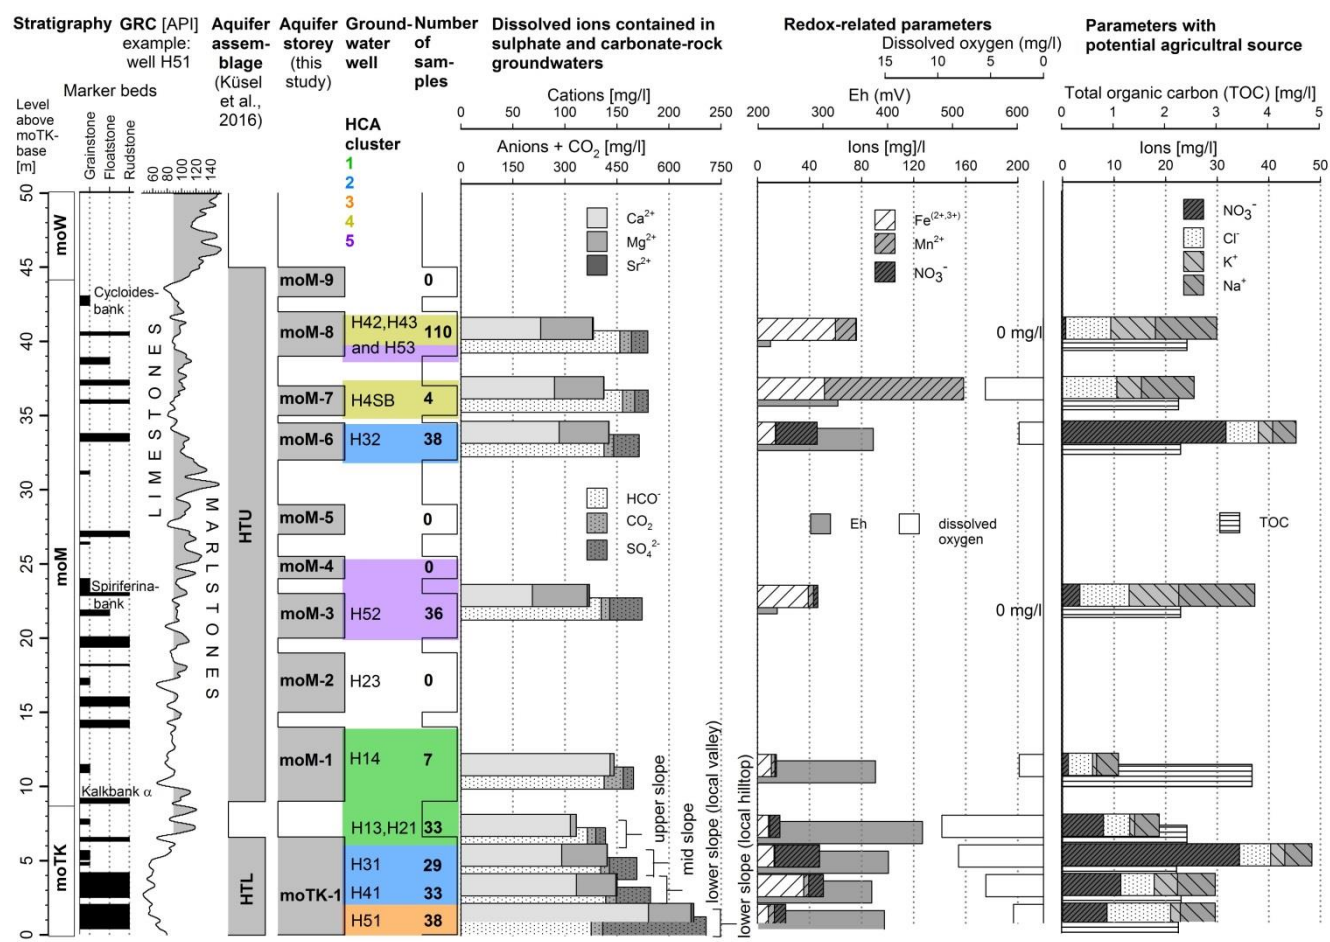 Stratigraphy
GRC [API]
example:
well H51
Aquifer
assem-
blage
(Küsel
et al.,
2016)
Aquifer
storey
(this
study)
Ground-
water
well
Number
of
sam-
ples
Dissolved ions contained in
sulphate and carbonate-rock
groundwaters
Redox-related parameters
Parameters with
potential agricultral source
Marker beds
Level
above
moTK-
base
[m]
Grainstone
Floatstone
Rudstone
60
80
100
120
140
HCA
cluster
1
2
3
4
5
Cations [mg/l]
0 50 100 150 200 250
Anions + CO2 [mg/l]
0 150 300 450 600 750
Dissolved oxygen (mg/l)
15 10 5 0
Eh (mV)
200 300 400 500 600
Ions [mg]/l]
0 40 80 120 160 200
Total organic carbon (TOC) [mg/l]
0 1 2 3 4 5
Ions [mg/l]
0 10 20 30 40 50
Ca2+
Mg2+
Sr2+
Fe(2+,3+)
Mn2+
NO3-
NO3-
Cl-
K+
Na+
50
45
40
35
30
25
20
15
10
5
0
moW
moM
moTK
Cycloides-
bank
Spiriferina-
bank
Kalkbank α
LIMESTONES
MARLSTONES
HTU
HTL
moM-9 0
moM-8 H42,H43 110
and H53
0 mg/l
moM-7 H4SB 4
moM-6 H32 38
moM-5 0
HCO-
CO2
SO4 2-
Eh
dissolved
oxygen
TOC
moM-4 0
moM-3 H52 36
0 mg/l
moM-2 H23 0
moM-1 H14 7
H13,H21 33
H31 29
moTK-1 H41 33
H51 38
upper slope
mid slope
lower slope (local valley)
lower slope (local hilltop)